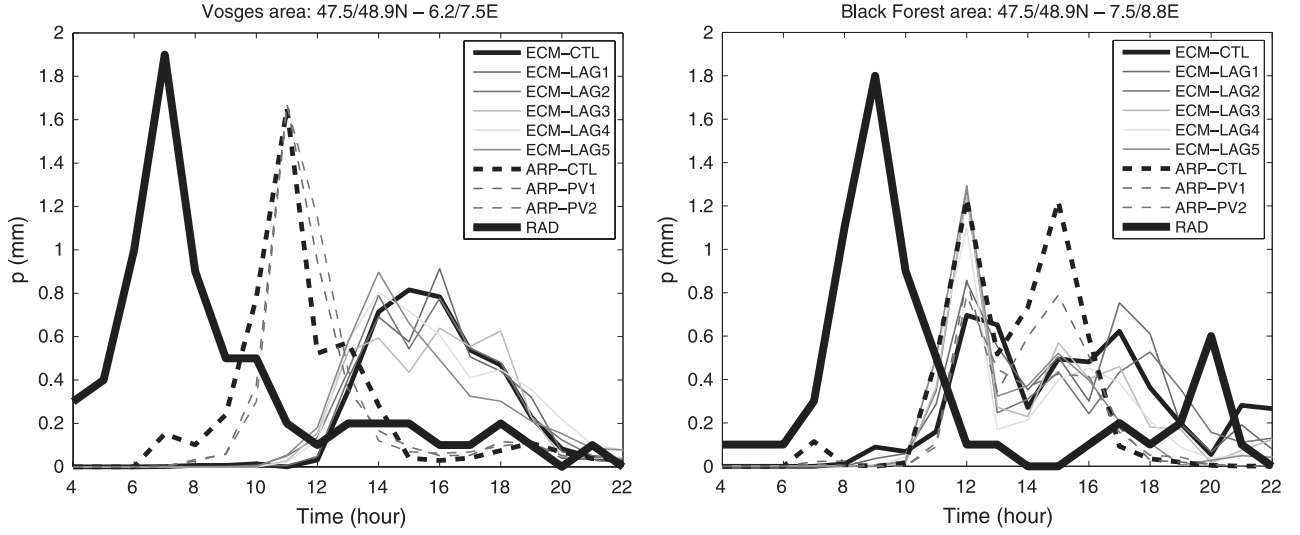 Vosges area: 47.5/48.9N – 6.2/7.5E
2
1.8
1.6
1.4
1.2
1
0.8
0.6
0.4
0.2
0
p (mm)
ECM–CTL
ECM–LAG1
ECM–LAG2
ECM–LAG3
ECM–LAG4
ECM–LAG5
ARP–CTL
ARP–PV1
ARP–PV2
RAD
4 6 8 10 12 14 16 18 20 22
Time (hour)
Black Forest area: 47.5/48.9N – 7.5/8.8E
2
1.8
1.6
1.4
1.2
1
0.8
0.6
0.4
0.2
0
p (mm)
ECM–CTL
ECM–LAG1
ECM–LAG2
ECM–LAG3
ECM–LAG4
ECM–LAG5
ARP–CTL
ARP–PV1
ARP–PV2
RAD
4 6 8 10 12 14 16 18 20 22
Time (hour)